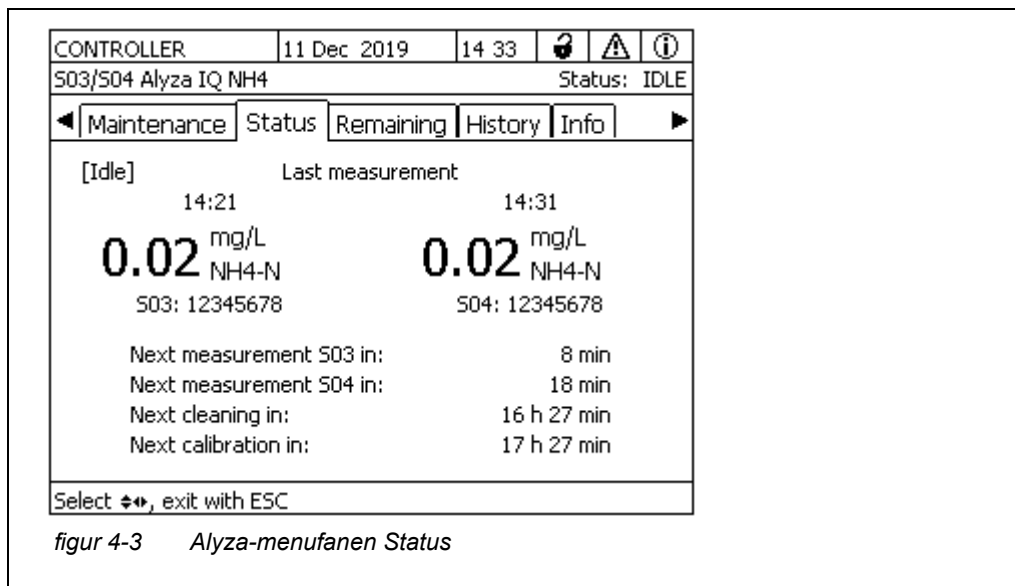 CONTROLLER 11 Dec 2019 14 33
S03/S04 Alyza IQ NH4 Status: IDLE
Maintenance Status Remaining History Info
[Idle] Last measurement
14:21 14:31
0.02 mg/L NH4-N 0.02 mg/L NH4-N
S03: 12345678 S04: 12345678
Next measurement S03 in: 8 min
Next measurement S04 in: 18 min
Next cleaning in: 16 h 27 min
Next calibration in: 17 h 27 min
Select , exit with ESC
figur 4-3 Alyza-menufanen Status